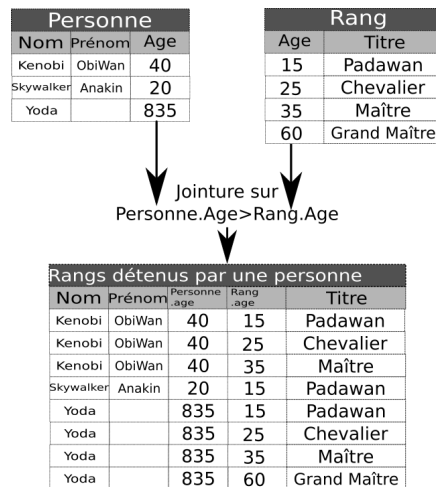 Personne
Nom Prénom Age
Kenobi ObiWan 40
Skywalker Anakin 20
Yoda 835
Rang
Age Titre
15 Padawan
25 Chevalier
35 Maître
60 Grand Maître
Jointure sur
Personne.Age>Rang.Age
Rangs détenus par une personne
Nom Prénom Personne .age Rang .age Titre
Kenobi ObiWan 40 15 Padawan
Kenobi ObiWan 40 25 Chevalier
Kenobi ObiWan 40 35 Maître
Skywalker Anakin 20 15 Padawan
Yoda 835 15 Padawan
Yoda 835 25 Chevalier
Yoda 835 35 Maître
Yoda 835 60 Grand Maître